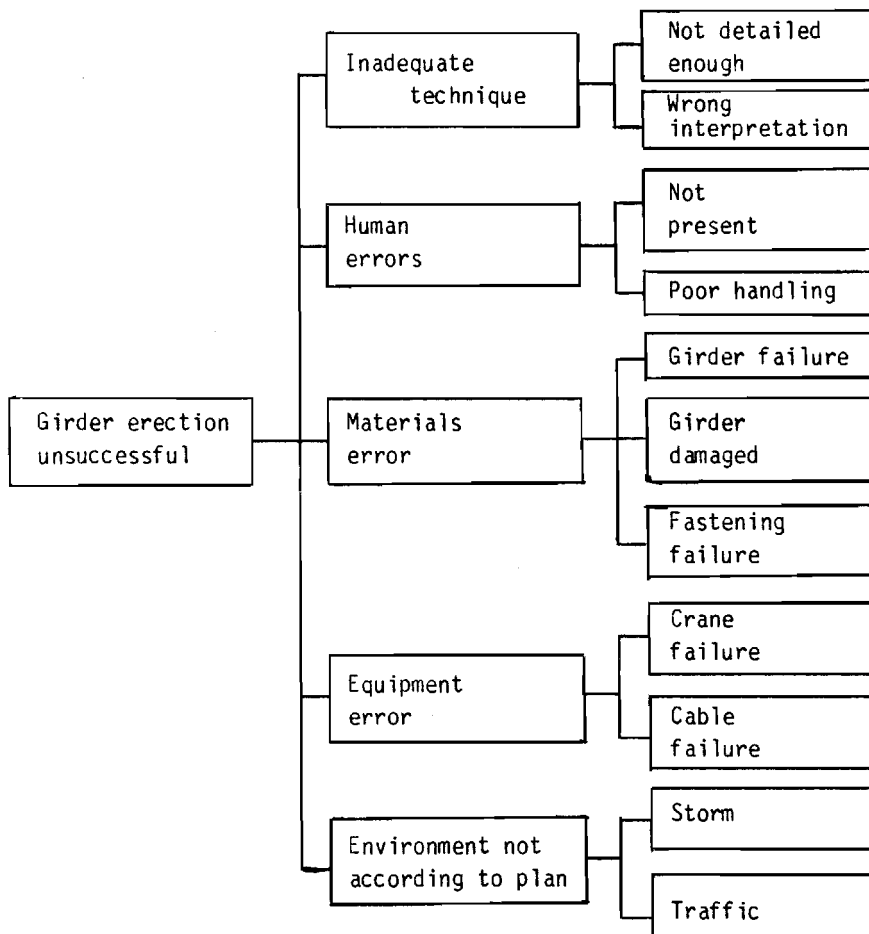 Girder erection
unsuccessful
Inadequate
technique
Not detailed
enough
Wrong
interpretation
Human
errors
Not
present
Poor handling
Materials
error
Girder failure
Girder
damaged
Fastening
failure
Equipment
error
Crane
failure
Cable
failure
Environment not
according to plan
Storm
Traffic